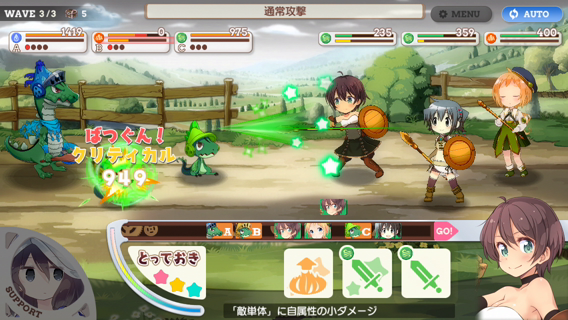 WAVE 3/3 5
通常攻撃
MENU
AUTO
1419
A
0
B
975
C
235
359
400
ばつぐん!
クリティカル
949
A B C GO!
とっておき
SUPPORT
「敵単体」に自属性の小ダメージ